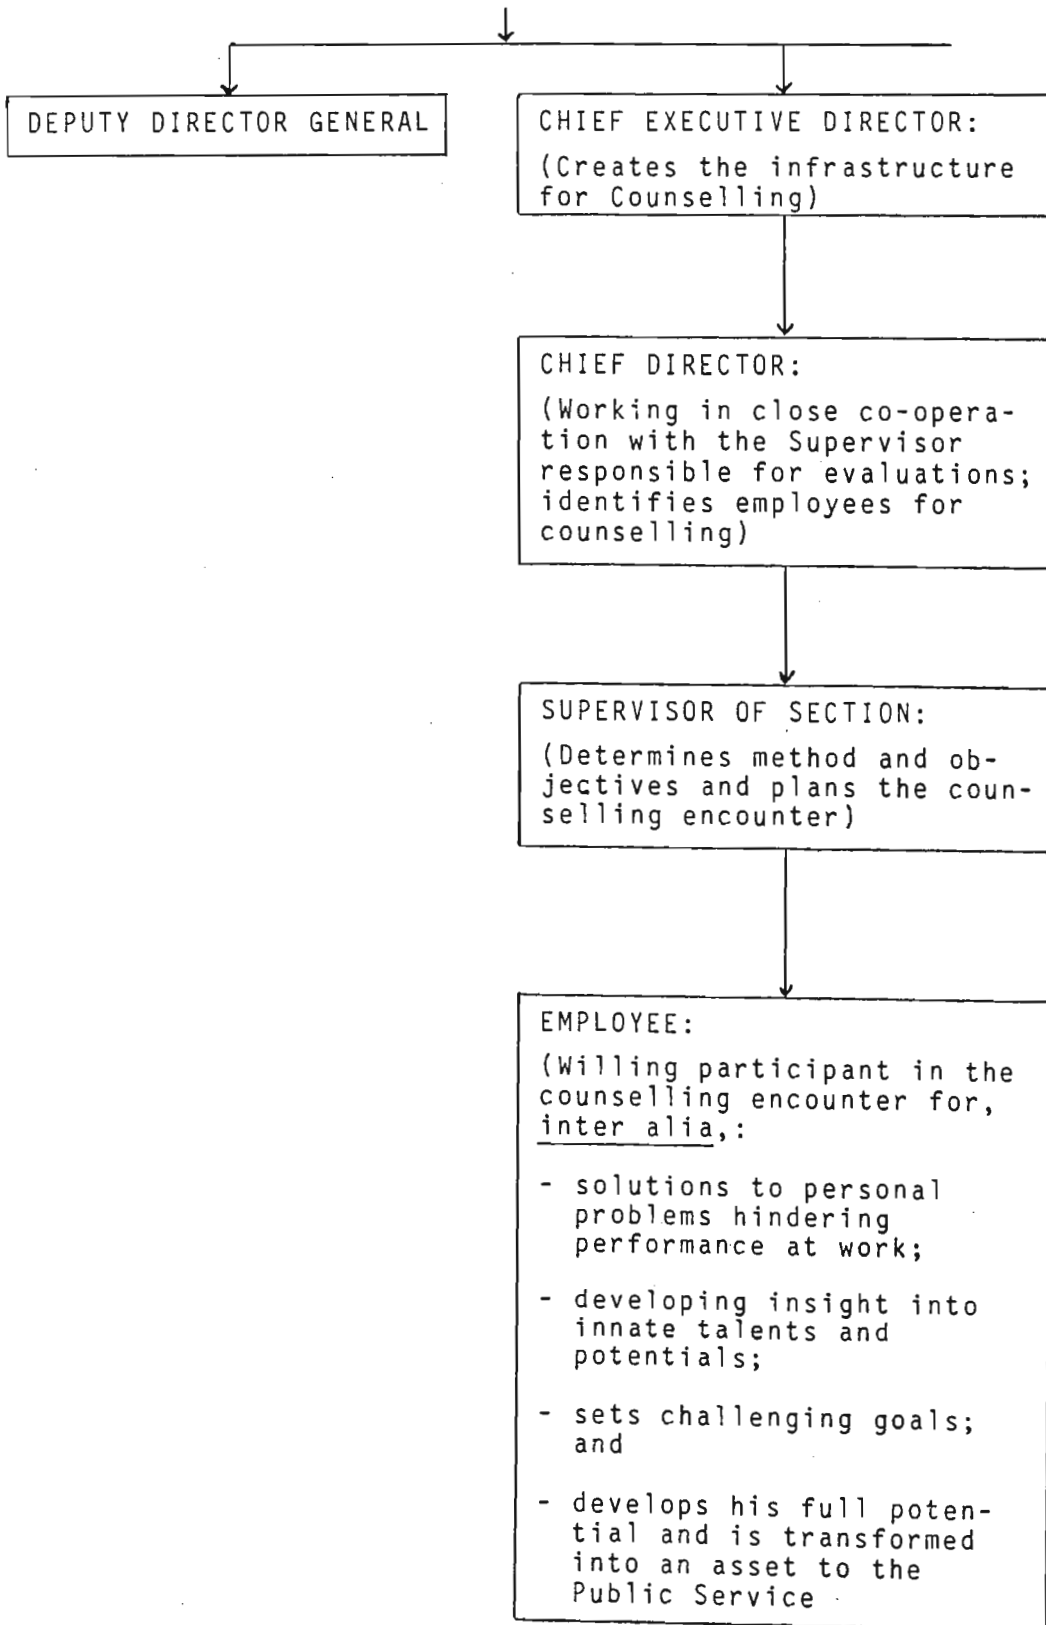 DEPUTY DIRECTOR GENERAL
CHIEF EXECUTIVE DIRECTOR:
(Creates the infrastructure
for Counselling)
CHIEF DIRECTOR:
(Working in close co-opera-
tion with the Supervisor
responsible for evaluations;
identifies employees for
counselling)
SUPERVISOR OF SECTION:
(Determines method and ob-
jectives and plans the coun-
selling encounter)
EMPLOYEE:
(Willing participant in the
counselling encounter for,
inter alia,:
- solutions to personal
problems hindering
performance at work;
- developing insight into
innate talents and
potentials;
- sets challenging goals;
and
- develops his full poten-
tial and is transformed
into an asset to the
Public Service